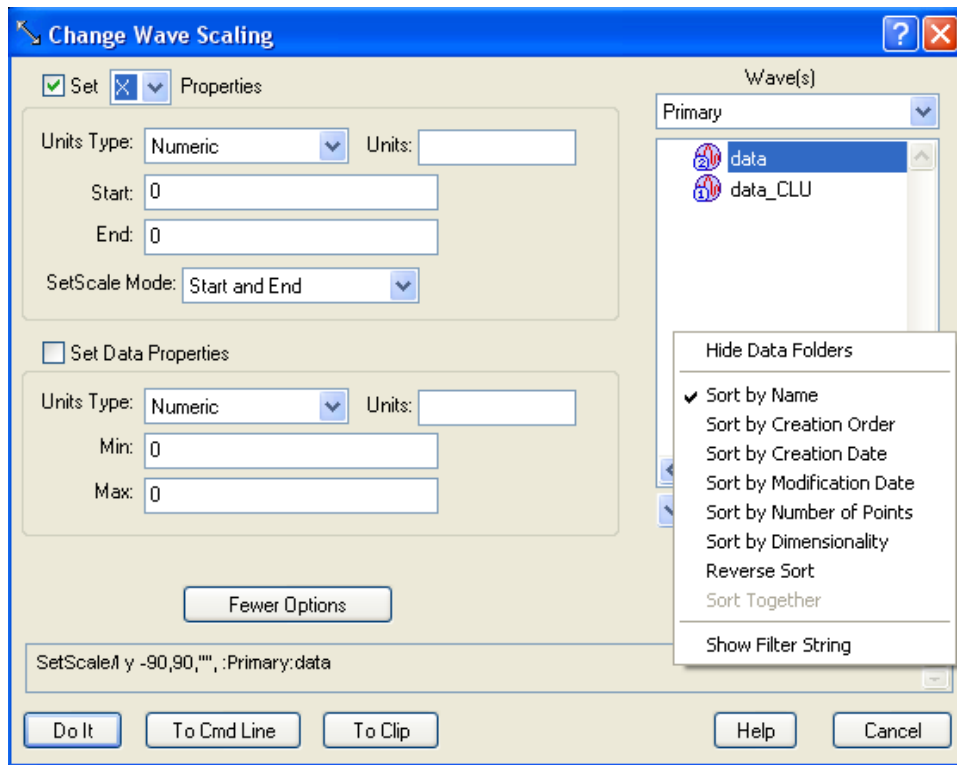 Change Wave Scaling
Set X Properties
Units Type: Numeric Units:
Start: 0
End: 0
SetScale Mode: Start and End
Set Data Properties
Units Type: Numeric Units:
Min: 0
Max: 0
Fewer Options
Wave(s)
Primary
2 data
1 data_CLU
Hide Data Folders
Sort by Name
Sort by Creation Order
Sort by Creation Date
Sort by Modification Date
Sort by Number of Points
Sort by Dimensionality
Reverse Sort
Sort Together
Show Filter String
SetScale/I y -90,90,"", :Primary:data
Do It To Cmd Line To Clip Help Cancel